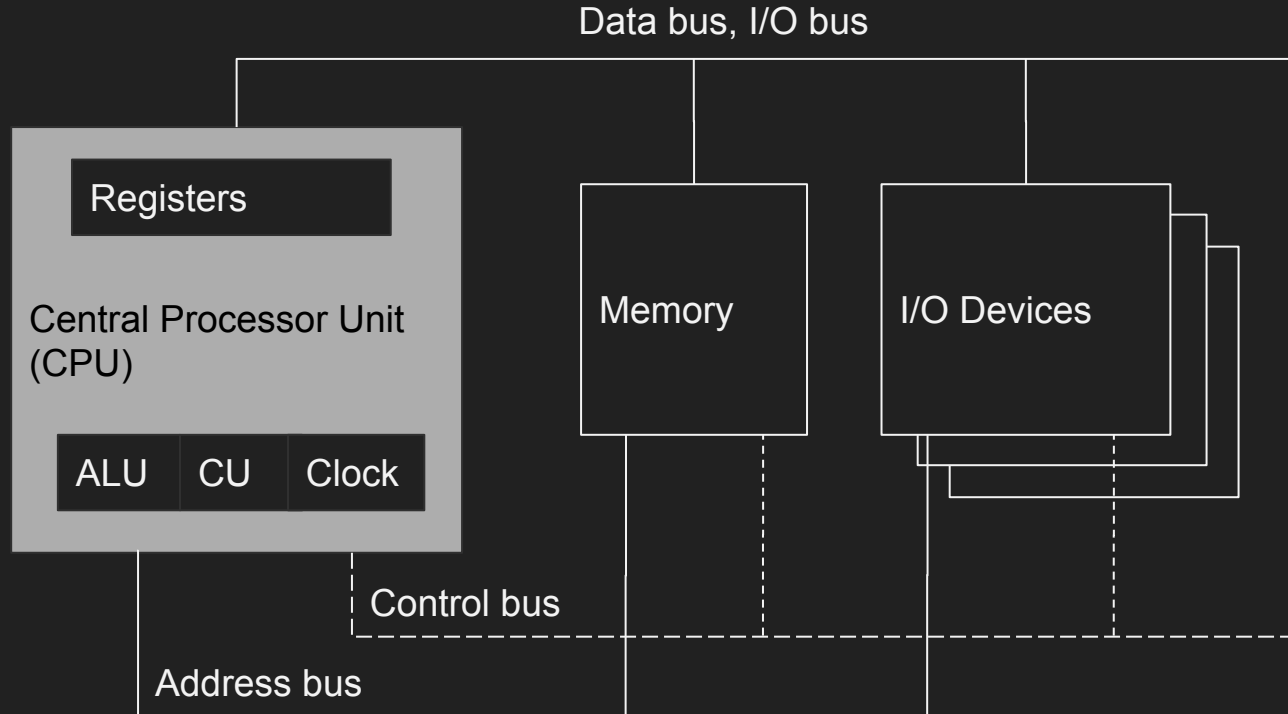 Data bus, I/O bus
Registers
Central Processor Unit
(CPU)
Memory
I/O Devices
ALU
CU
Clock
Control bus
Address bus